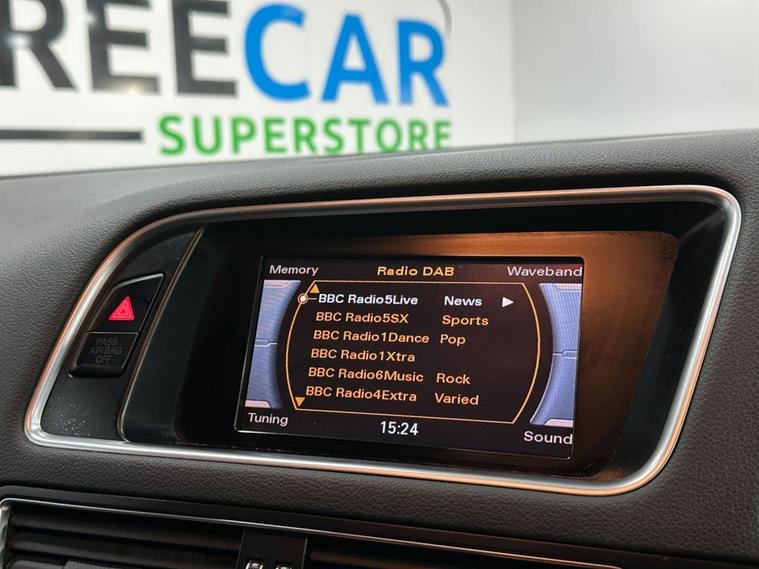 REECAR
SUPERSTORE
Memory Radio DAB Waveband
BBC Radio5Live News
BBC Radio5SX Sports
BBC Radio1Dance Pop
BBC Radio1Xtra
BBC Radio6Music Rock
BBC Radio4Extra Varied
Tuning 15:24 Sound
PASS.
AIR BAG
OFF